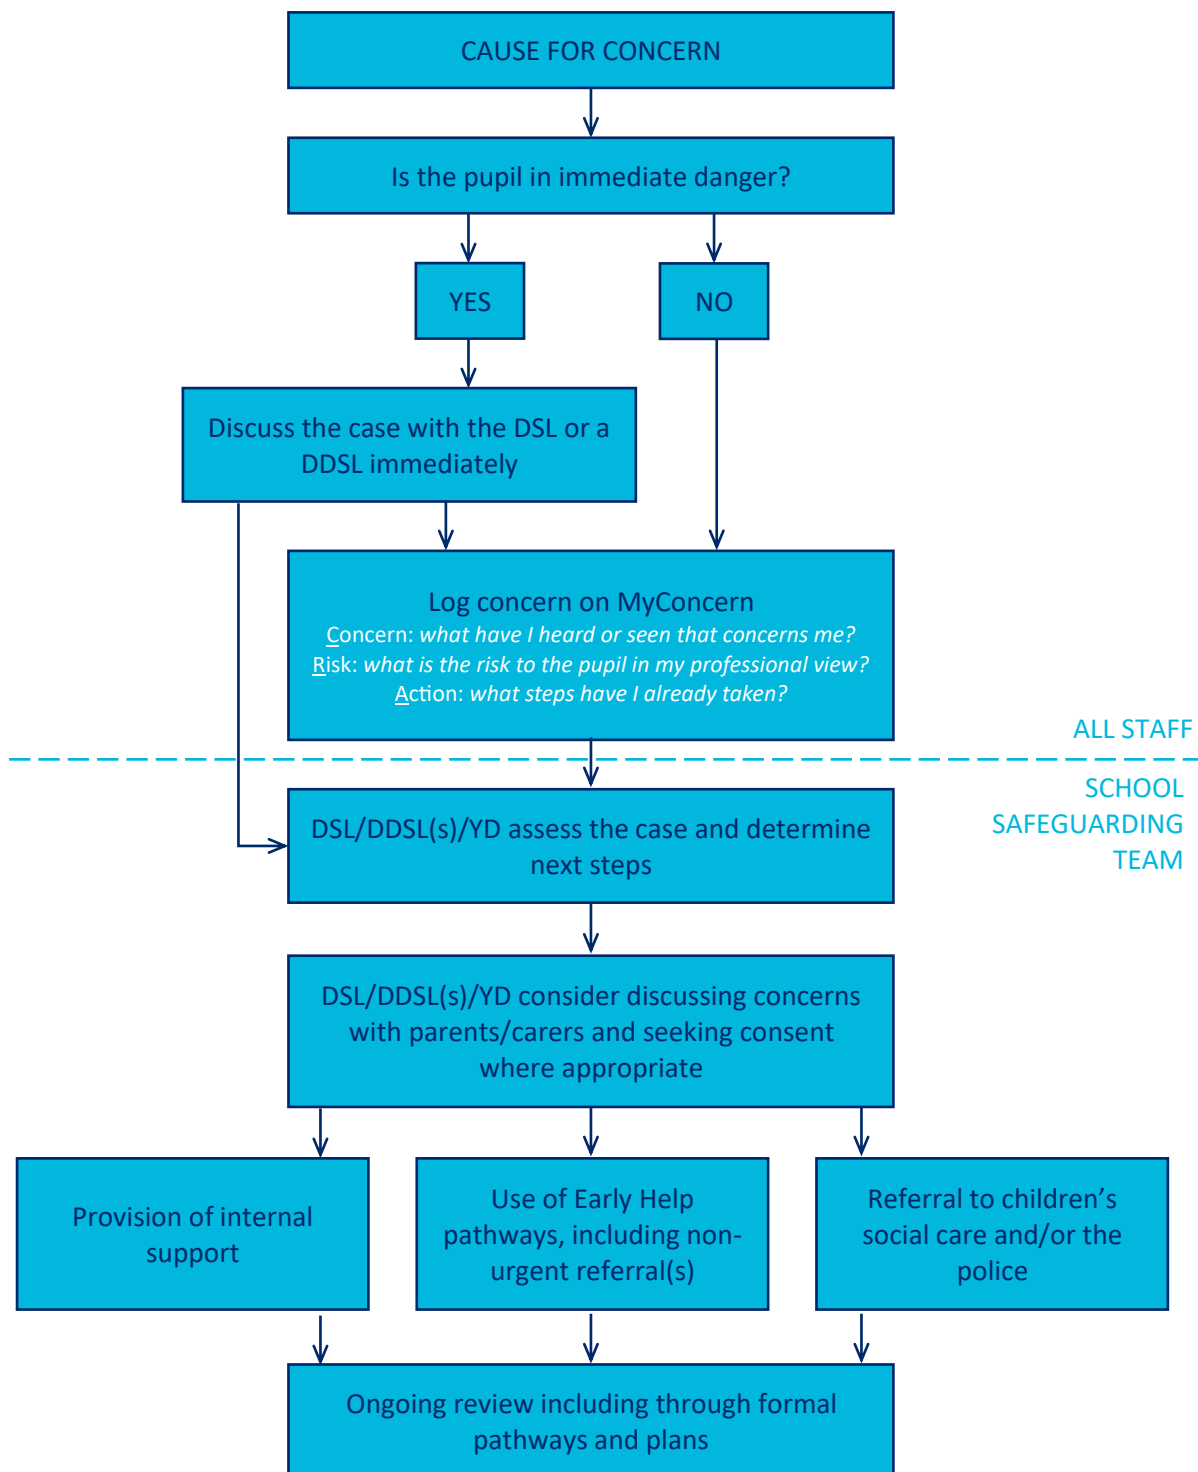 CAUSE FOR CONCERN
Is the pupil in immediate danger?
YES
NO
Discuss the case with the DSL or a
DDSL immediately
Log concern on MyConcern
Concern: what have I heard or seen that concerns me?
Risk: what is the risk to the pupil in my professional view?
Action: what steps have I already taken?
ALL STAFF
SCHOOL
SAFEGUARDING
TEAM
DSL/DDSL(s)/YD assess the case and determine
next steps
DSL/DDSL(s)/YD consider discussing concerns
with parents/carers and seeking consent
where appropriate
Provision of internal
support
Use of Early Help
pathways, including non-
urgent referral(s)
Referral to children’s
social care and/or the
police
Ongoing review including through formal
pathways and plans